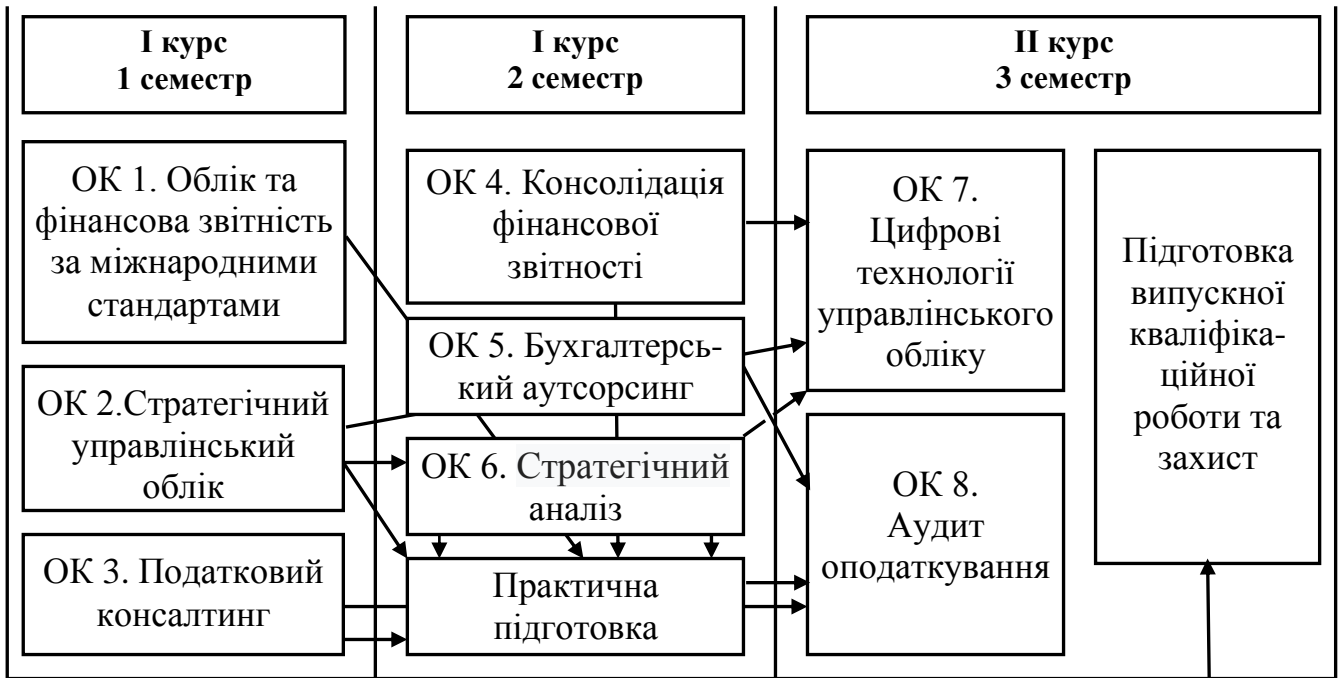 І курс
1 семестр
І курс
2 семестр
ІІ курс
3 семестр
ОК 1. Облік та
фінансова звітність
за міжнародними
стандартами
ОК 2.Стратегічний
управлінський
облік
ОК 3. Податковий
консалтинг
ОК 4. Консолідація
фінансової
звітності
ОК 5. Бухгалтерсь-
кий аутсорсинг
ОК 6. Стратегічний
аналіз
Практична
підготовка
ОК 7.
Цифрові
технології
управлінського
обліку
ОК 8.
Аудит
оподаткування
Підготовка
випускної
кваліфіка-
ційної
роботи та
захист